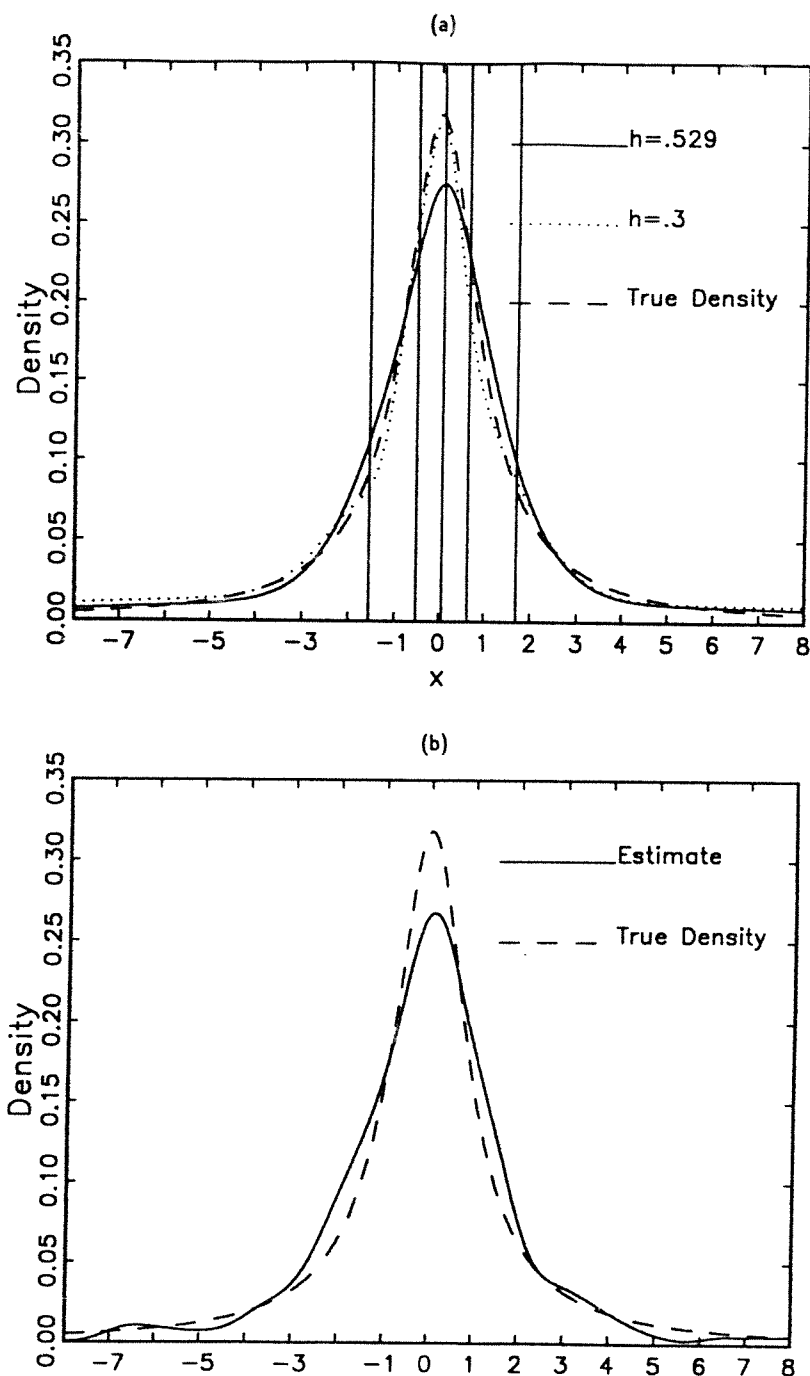 (a)
Density
0.35
0.30
0.25
0.20
0.15
0.10
0.05
0.00
h=.529
h=.3
True Density
-7 -5 -3 -1 0 1 2 3 4 5 6 7 8
x
(b)
Density
0.35
0.30
0.25
0.20
0.15
0.10
0.05
0.00
Estimate
True Density
-7 -5 -3 -1 0 1 2 3 4 5 6 7 8